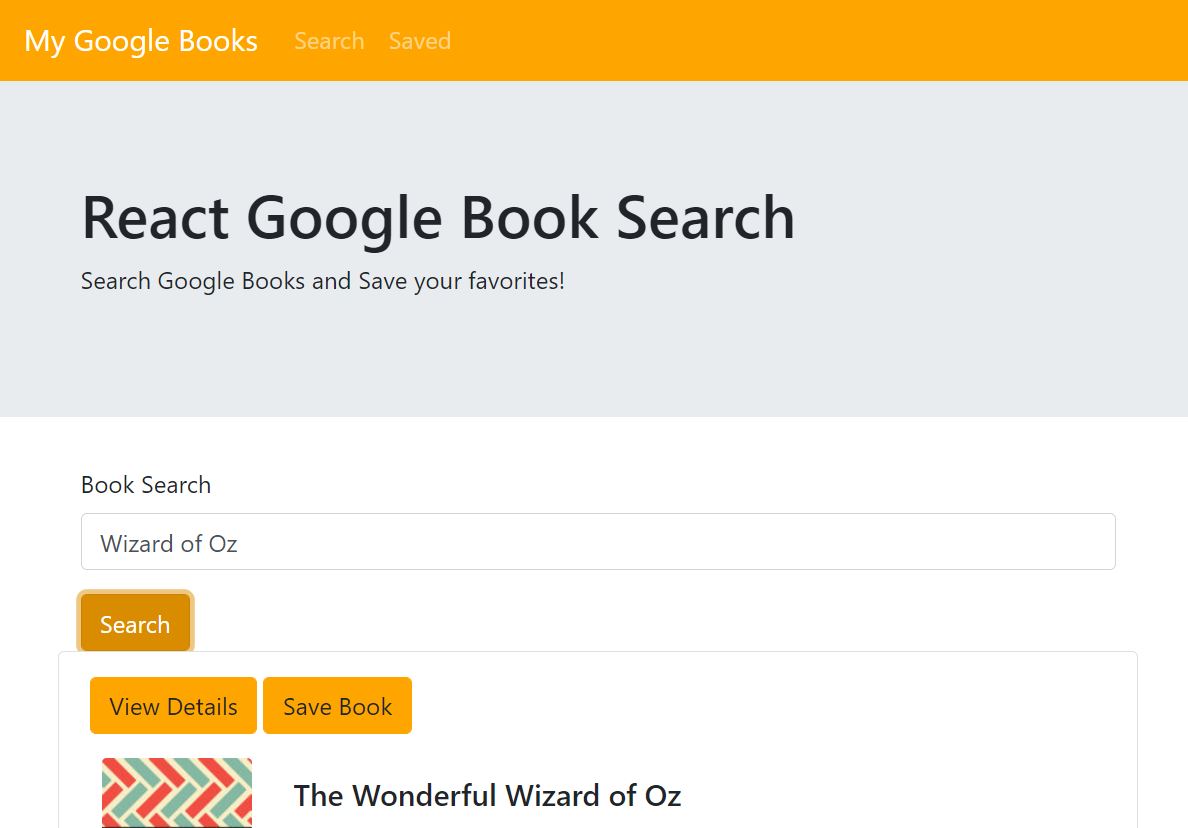 My Google Books Search Saved
React Google Book Search
Search Google Books and Save your favorites!
Book Search
Wizard of Oz
Search
View Details Save Book
The Wonderful Wizard of Oz